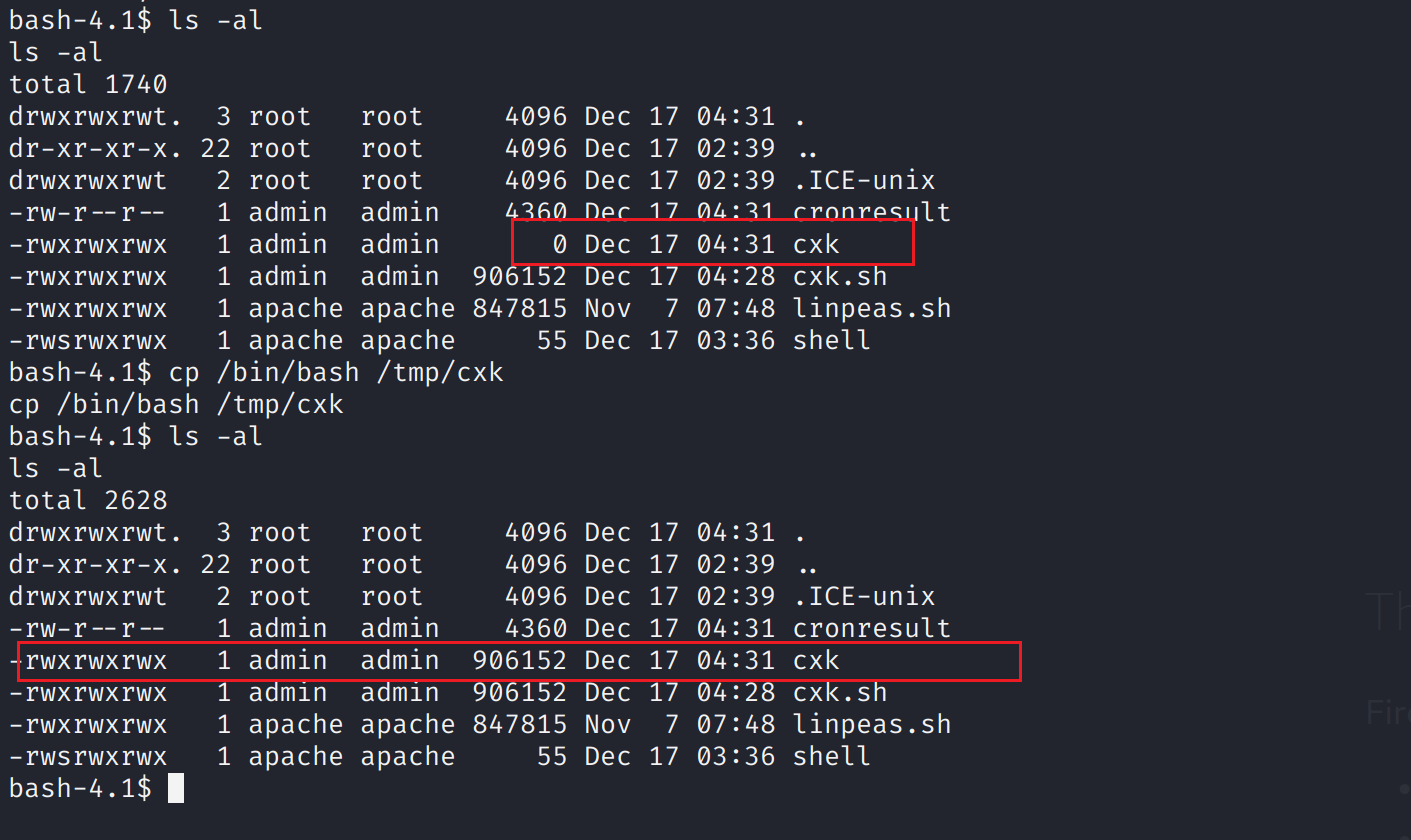 bash-4.1$ ls -al
ls -al
total 1740
drwxrwxrwt.  3 root   root     4096 Dec 17 04:31 .
dr-xr-xr-x. 22 root   root     4096 Dec 17 02:39 ..
drwxrwxrwt   2 root   root     4096 Dec 17 02:39 .ICE-unix
-rw-r--r--   1 admin  admin    4360 Dec 17 04:31 cronresult
-rwxrwxrwx   1 admin  admin       0 Dec 17 04:31 cxk
-rwxrwxrwx   1 admin  admin  906152 Dec 17 04:28 cxk.sh
-rwxrwxrwx   1 apache apache 847815 Nov  7 07:48 linpeas.sh
-rwsrwxrwx   1 apache apache     55 Dec 17 03:36 shell
bash-4.1$ cp /bin/bash /tmp/cxk
cp /bin/bash /tmp/cxk
bash-4.1$ ls -al
ls -al
total 2628
drwxrwxrwt.  3 root   root     4096 Dec 17 04:31 .
dr-xr-xr-x. 22 root   root     4096 Dec 17 02:39 ..
drwxrwxrwt   2 root   root     4096 Dec 17 02:39 .ICE-unix
-rw-r--r--   1 admin  admin    4360 Dec 17 04:31 cronresult
-rwxrwxrwx   1 admin  admin  906152 Dec 17 04:31 cxk
-rwxrwxrwx   1 admin  admin  906152 Dec 17 04:28 cxk.sh
-rwxrwxrwx   1 apache apache 847815 Nov  7 07:48 linpeas.sh
-rwsrwxrwx   1 apache apache     55 Dec 17 03:36 shell
bash-4.1$